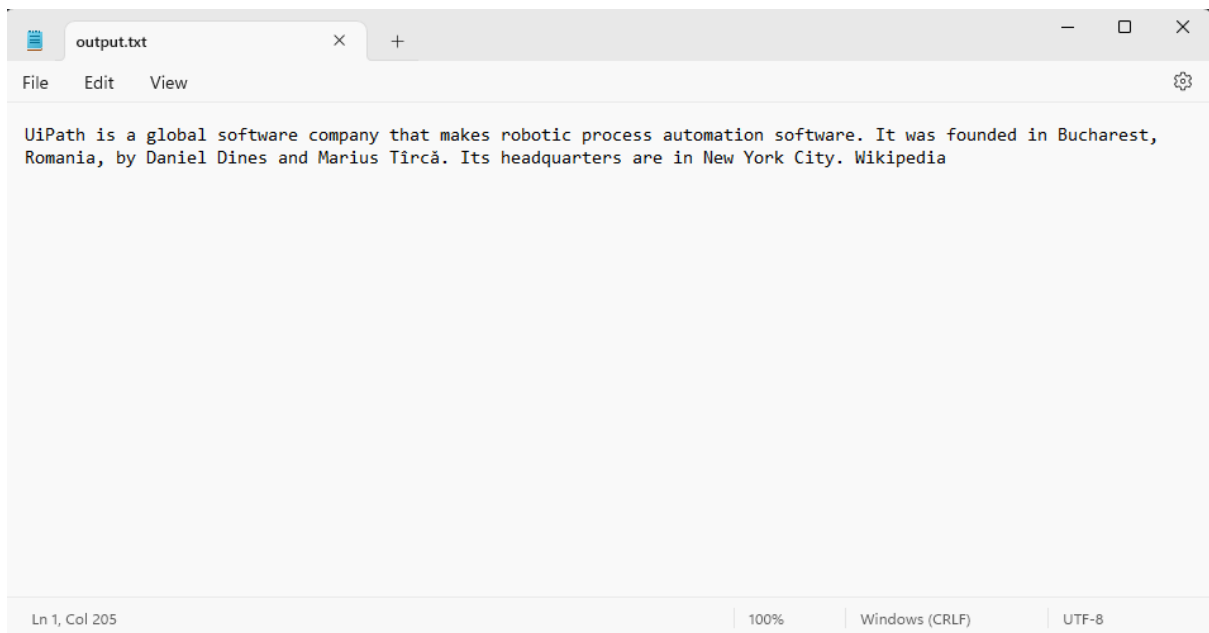 output.txt
File Edit View
UiPath is a global software company that makes robotic process automation software. It was founded in Bucharest,
Romania, by Daniel Dines and Marius Tîrcă. Its headquarters are in New York City. Wikipedia
Ln 1, Col 205 100% Windows (CRLF) UTF-8